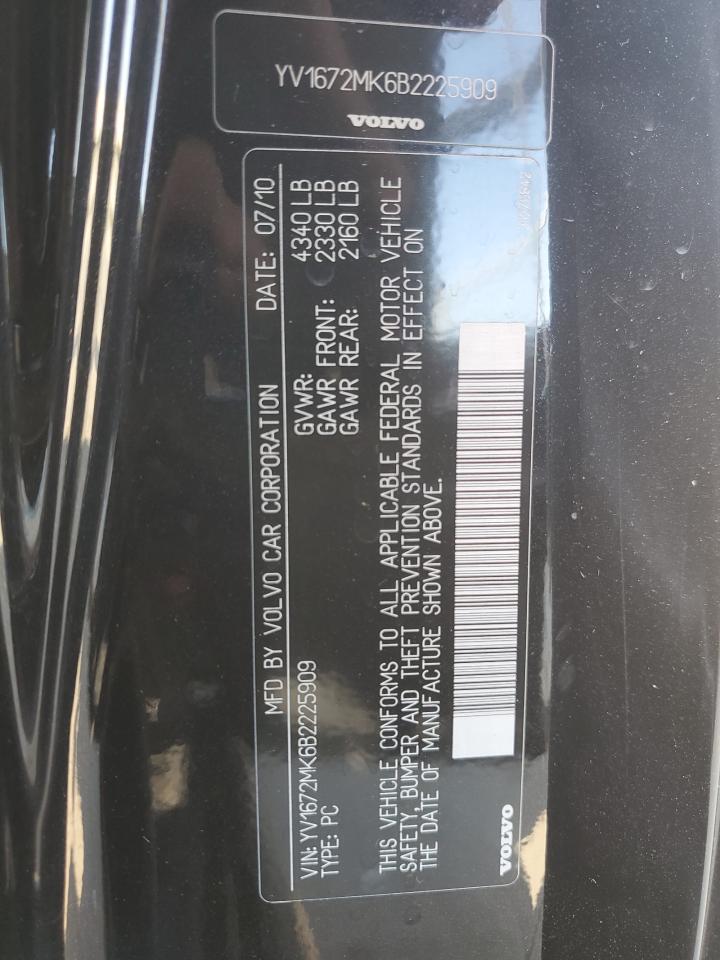 YV1672MK6B2225909
VOLVO
MFD BY VOLVO CAR CORPORATION DATE: 07/10
VIN: YV1672MK6B2225909
TYPE: PC
GVWR: 4340 LB
GAWR FRONT: 2330 LB
GAWR REAR: 2160 LB
THIS VEHICLE CONFORMS TO ALL APPLICABLE FEDERAL MOTOR VEHICLE
SAFETY, BUMPER AND THEFT PREVENTION STANDARDS IN EFFECT ON
THE DATE OF MANUFACTURE SHOWN ABOVE.
VOLVO